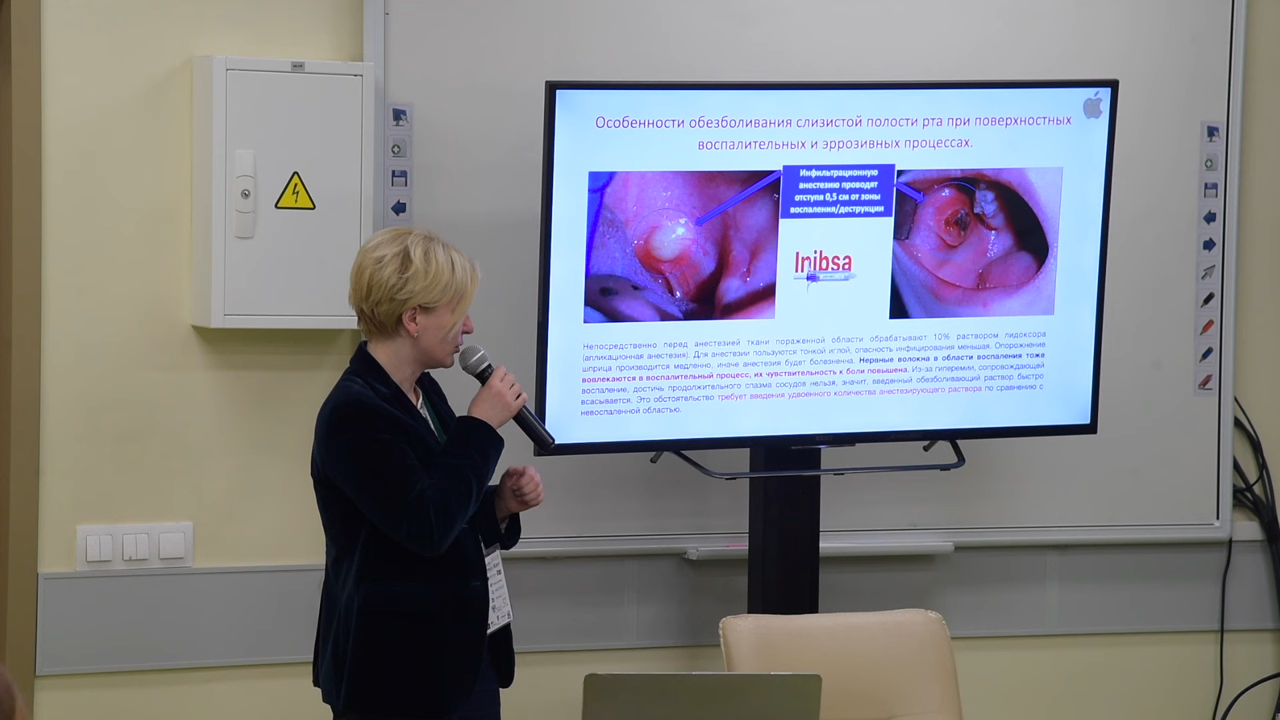 Особенности обезболивания слизистой полости рта при поверхностных
воспалительных и эррозивных процессах.
Инфильтрационную
анестезию проводят
отступя 0,5 см от зоны
воспаления/деструкции
Inibsa
Непосредственно перед анестезией ткани пораженной области обрабатывают 10% раствором лидоксора
(аппликационная анестезия). Для анестезии пользуются тонкой иглой, опасность инфицирования меньшая. Опорожнение
шприца производится медленно, иначе анестезия будет болезненна. Нервные волокна в области воспаления тоже
вовлекаются в воспалительный процесс, их чувствительность к боли повышена. Из-за гиперемии, сопровождающей
воспаление, достичь продолжительного спазма сосудов нельзя, значит, введенный обезболивающий раствор быстро
всасывается. Это обстоятельство требует введения удвоенного количества анестезирующего раствора по сравнению с
невоспаленной областью.